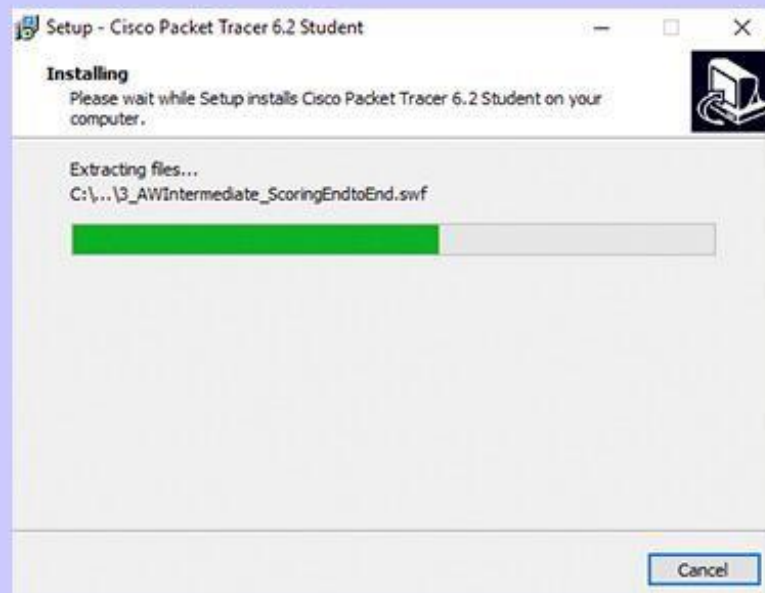 Setup - Cisco Packet Tracer 6.2 Student
Installing
Please wait while Setup installs Cisco Packet Tracer 6.2 Student on your
computer.
Extracting files...
C:\...\3_AWIntermediate_ScoringEndtoEnd.swf
Cancel